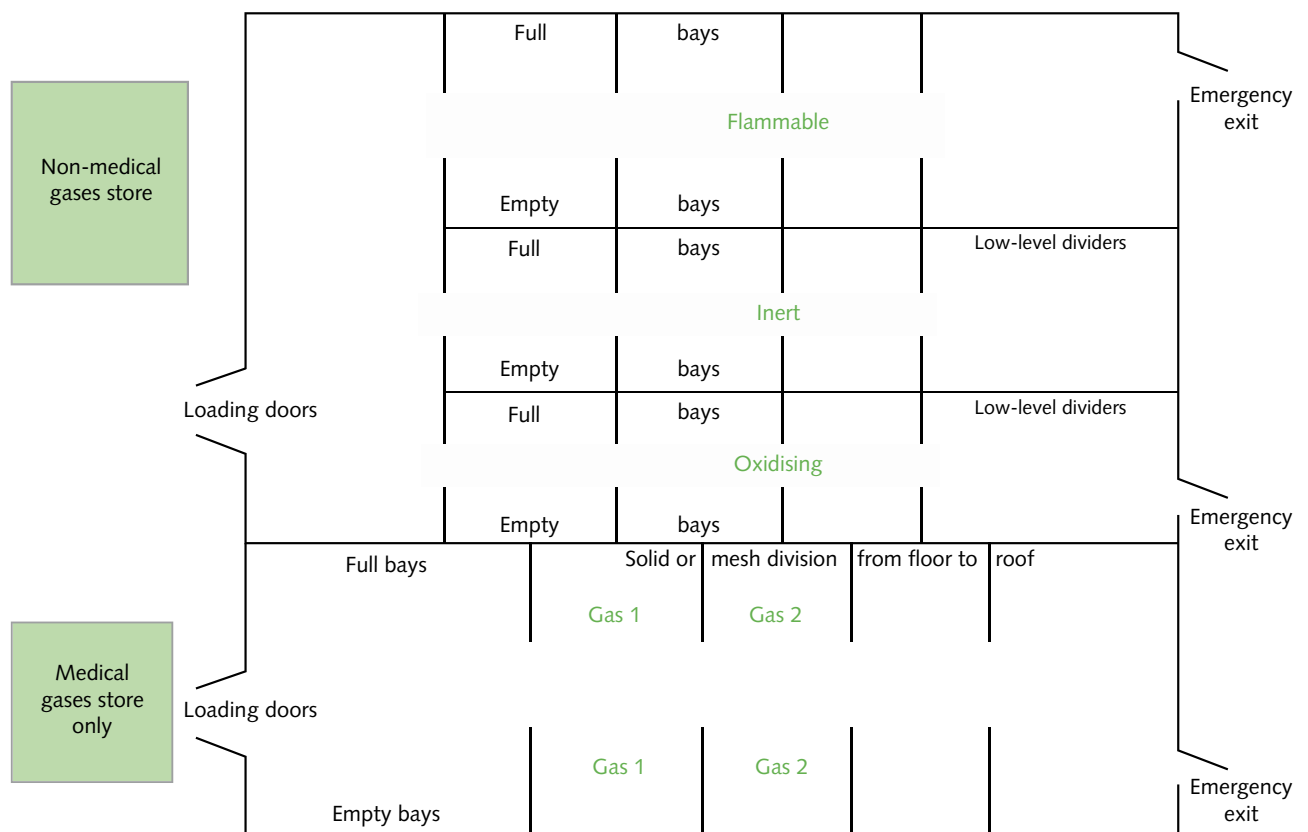 Full bays
Emergency
exit
Flammable
Non-medical
gases store
Empty bays
Full bays Low-level dividers
Inert
Empty bays
Loading doors
Full bays Low-level dividers
Oxidising
Empty bays
Emergency
exit
Full bays
Solid or mesh division from floor to roof
Gas 1 Gas 2
Medical
gases store
only
Loading doors
Gas 1 Gas 2
Emergency
exit
Empty bays